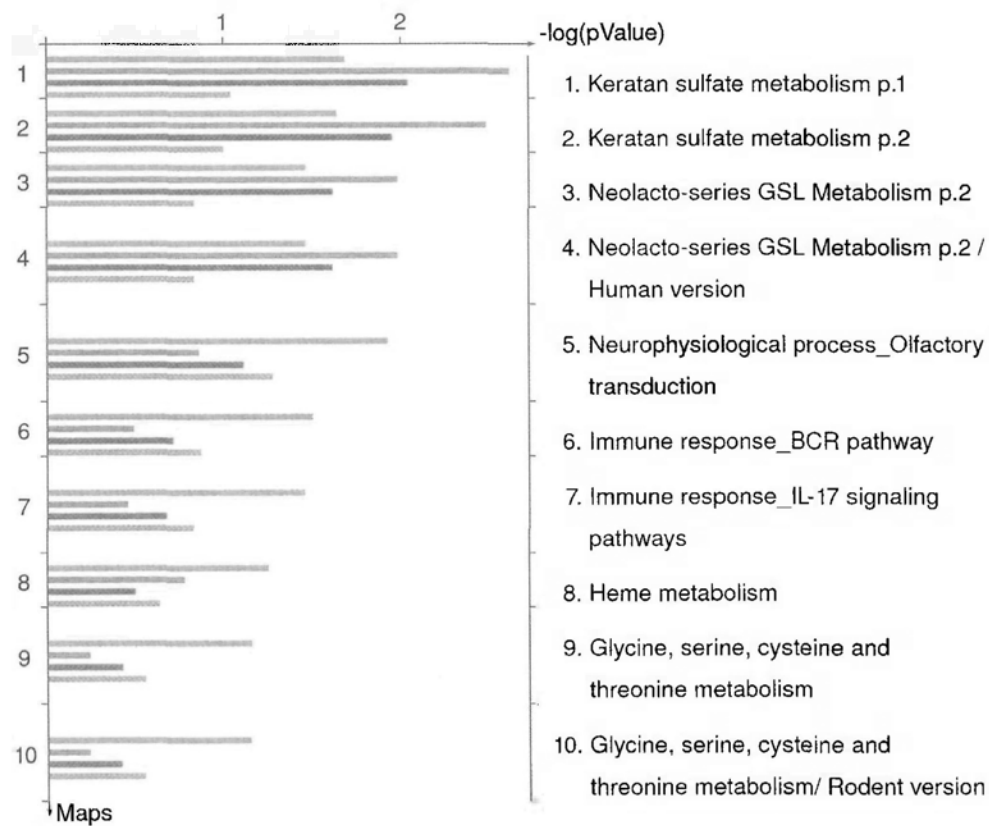 1 2
-log(pValue)
1
2
3
4
5
6
7
8
9
10
Maps
1. Keratan sulfate metabolism p.1
2. Keratan sulfate metabolism p.2
3. Neolacto-series GSL Metabolism p.2
4. Neolacto-series GSL Metabolism p.2 /
Human version
5. Neurophysiological process_Olfactory
transduction
6. Immune response_BCR pathway
7. Immune response_IL-17 signaling
pathways
8. Heme metabolism
9. Glycine, serine, cysteine and
threonine metabolism
10. Glycine, serine, cysteine and
threonine metabolism/ Rodent version